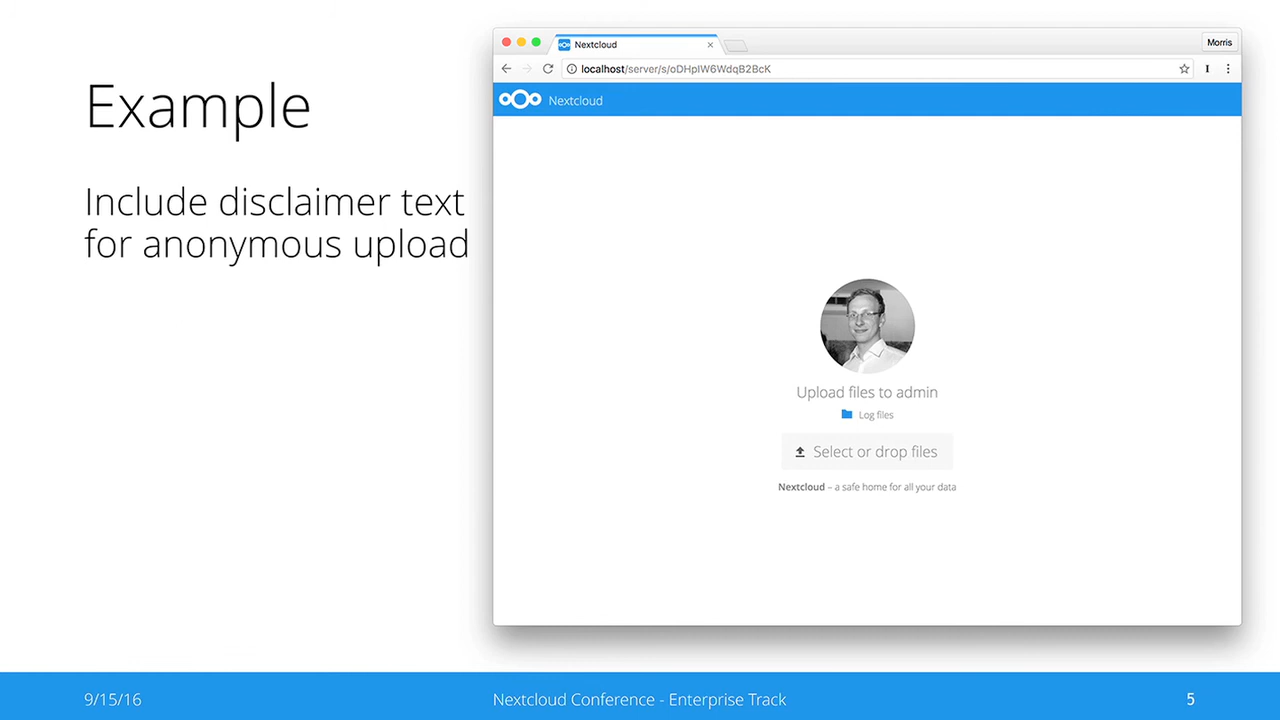 Example
Include disclaimer text
for anonymous upload
Nextcloud
Morris
localhost/server/s/oDHpIW6WdqB2BcK
Nextcloud
Upload files to admin
Log files
Select or drop files
Nextcloud – a safe home for all your data
9/15/16
Nextcloud Conference - Enterprise Track
5